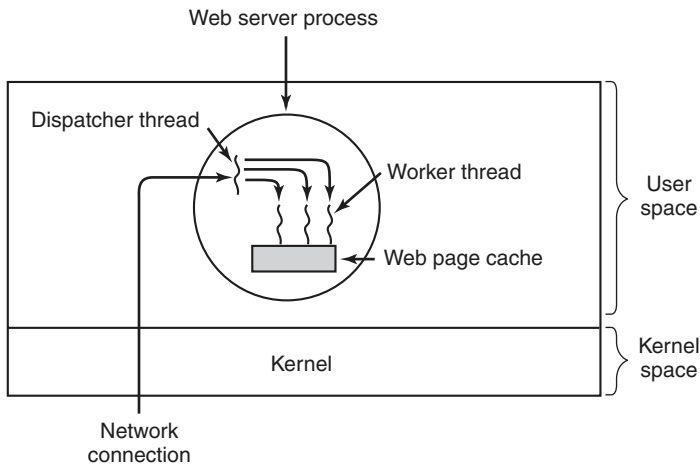 Web server process
Dispatcher thread
Worker thread
User
space
Web page cache
Kernel
Kernel
space
Network
connection